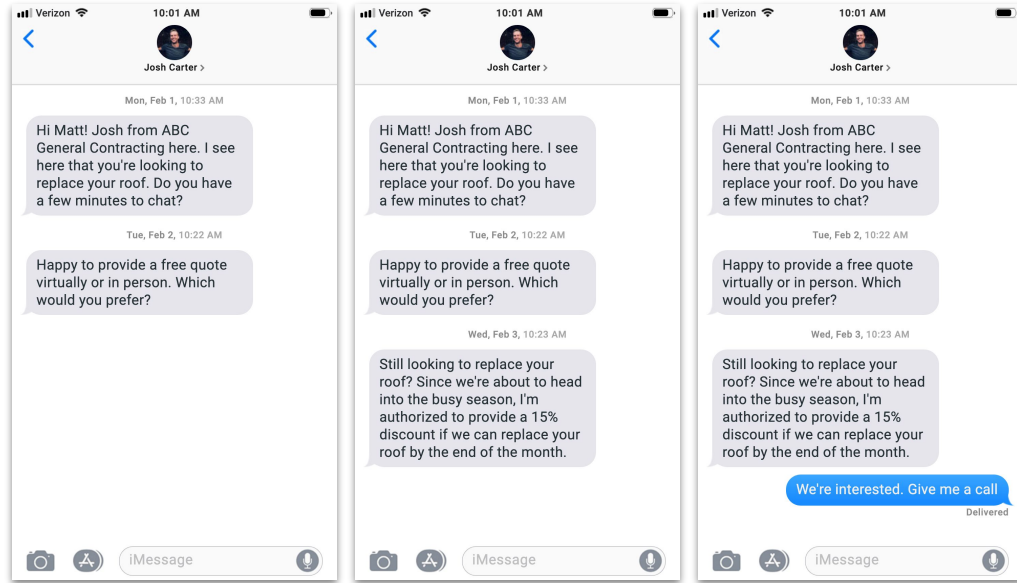 Verizon 10:01 AM
Josh Carter >
Mon, Feb 1, 10:33 AM
Hi Matt! Josh from ABC
General Contracting here. I see
here that you're looking to
replace your roof. Do you have
a few minutes to chat?
Tue, Feb 2, 10:22 AM
Happy to provide a free quote
virtually or in person. Which
would you prefer?
iMessage
Verizon 10:01 AM
Josh Carter >
Mon, Feb 1, 10:33 AM
Hi Matt! Josh from ABC
General Contracting here. I see
here that you're looking to
replace your roof. Do you have
a few minutes to chat?
Tue, Feb 2, 10:22 AM
Happy to provide a free quote
virtually or in person. Which
would you prefer?
Wed, Feb 3, 10:23 AM
Still looking to replace your
roof? Since we're about to head
into the busy season, I'm
authorized to provide a 15%
discount if we can replace your
roof by the end of the month.
iMessage
Verizon 10:01 AM
Josh Carter >
Mon, Feb 1, 10:33 AM
Hi Matt! Josh from ABC
General Contracting here. I see
here that you're looking to
replace your roof. Do you have
a few minutes to chat?
Tue, Feb 2, 10:22 AM
Happy to provide a free quote
virtually or in person. Which
would you prefer?
Wed, Feb 3, 10:23 AM
Still looking to replace your
roof? Since we're about to head
into the busy season, I'm
authorized to provide a 15%
discount if we can replace your
roof by the end of the month.
We're interested. Give me a call
Delivered
iMessage